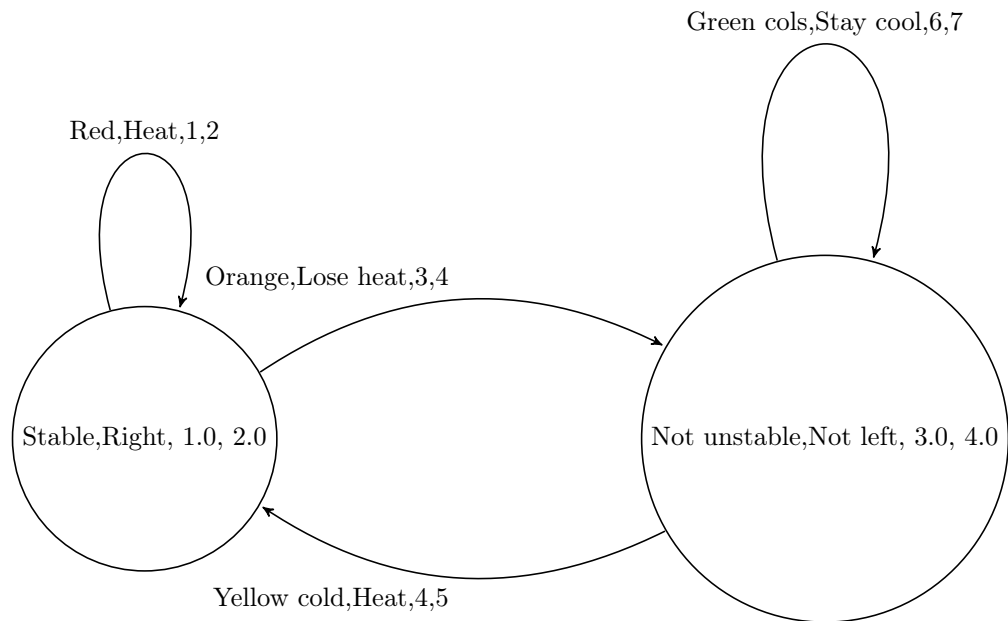 Green cols,Stay cool,6,7
Red,Heat,1,2
Orange,Lose heat,3,4
Stable,Right, 1.0, 2.0
Not unstable,Not left, 3.0, 4.0
Yellow cold,Heat,4,5